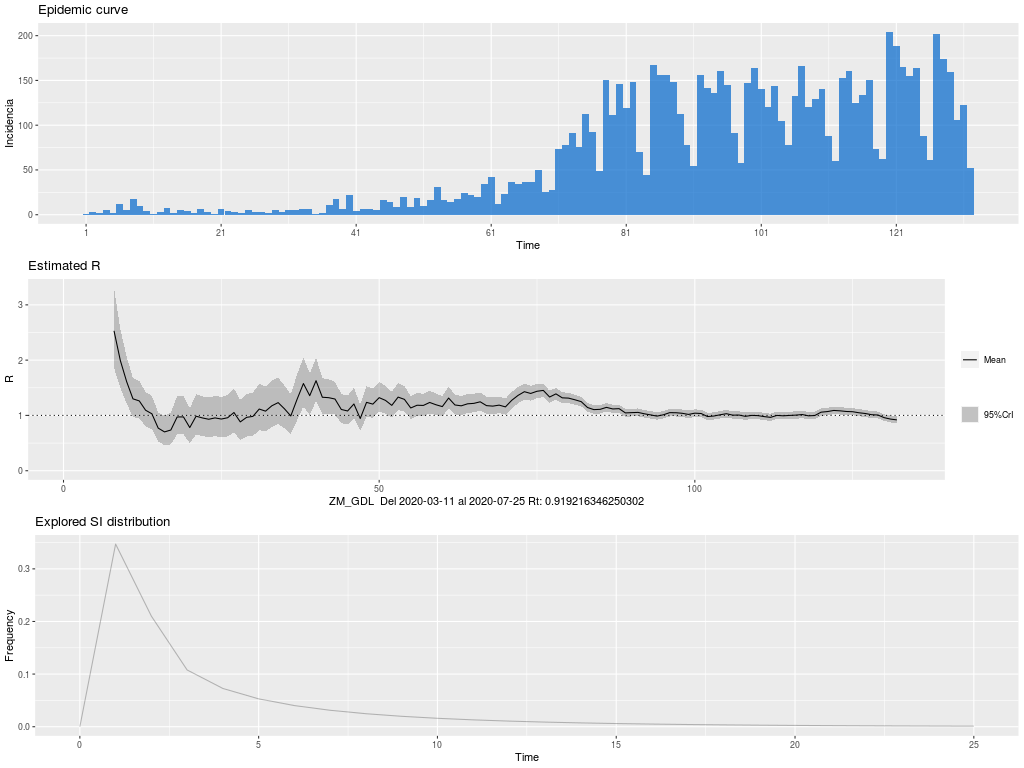 Epidemic curve
200
150
100
50
0
Incidencia
1 21 41 61 81 101 121
Time
Estimated R
3
2
1
0
R
Mean
95%CrI
0 50 100
ZM_GDL Del 2020-03-11 al 2020-07-25 Rt: 0.919216346250302
Explored SI distribution
0.3
0.2
0.1
0.0
Frequency
0 5 10 15 20 25
Time